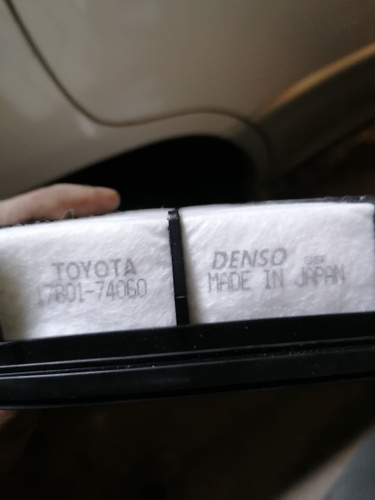 TOYOTA
17801-74060
DENSO
MADE IN JAPAN